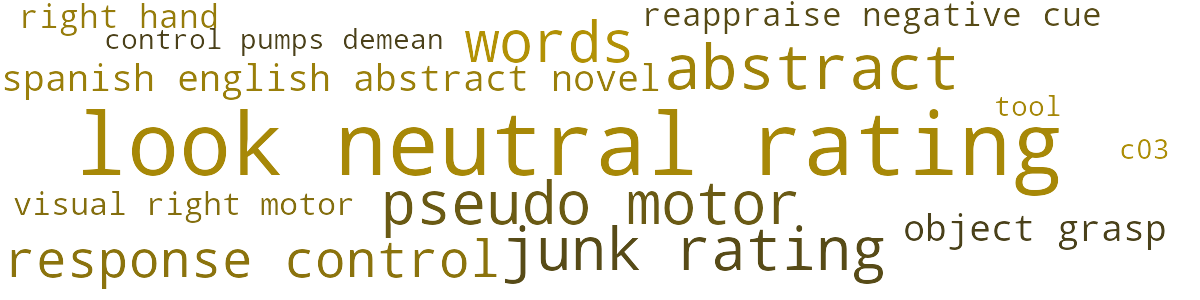 right hand
reappraise negative cue
control pumps demean
words
spanish english abstract novel
abstract
tool
look neutral rating
c03
visual right motor
pseudo motor
object grasp
response control
junk rating